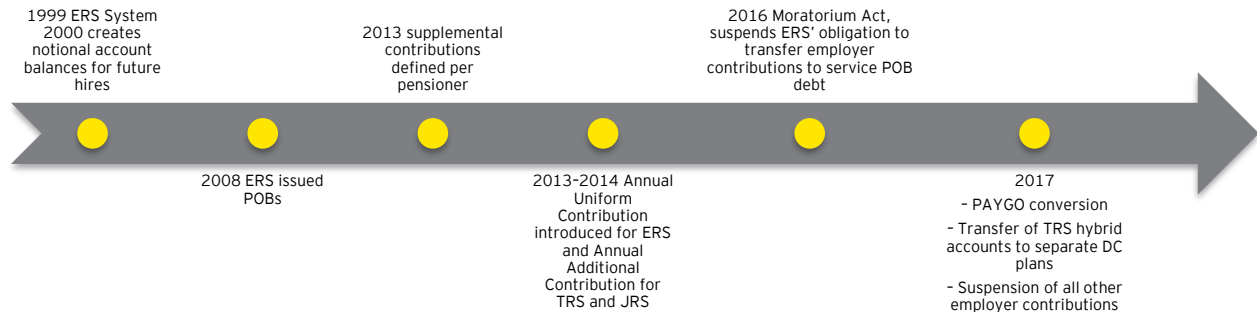 1999 ERS System
2000 creates
notional account
balances for future
hires
2008 ERS issued
POBs
2013 supplemental
contributions
defined per
pensioner
2013–2014 Annual
Uniform
Contribution
introduced for ERS
and Annual
Additional
Contribution for
TRS and JRS
2016 Moratorium Act,
suspends ERS’ obligation to
transfer employer
contributions to service POB
debt
2017
– PAYGO conversion
– Transfer of TRS hybrid
accounts to separate DC
plans
– Suspension of all other
employer contributions